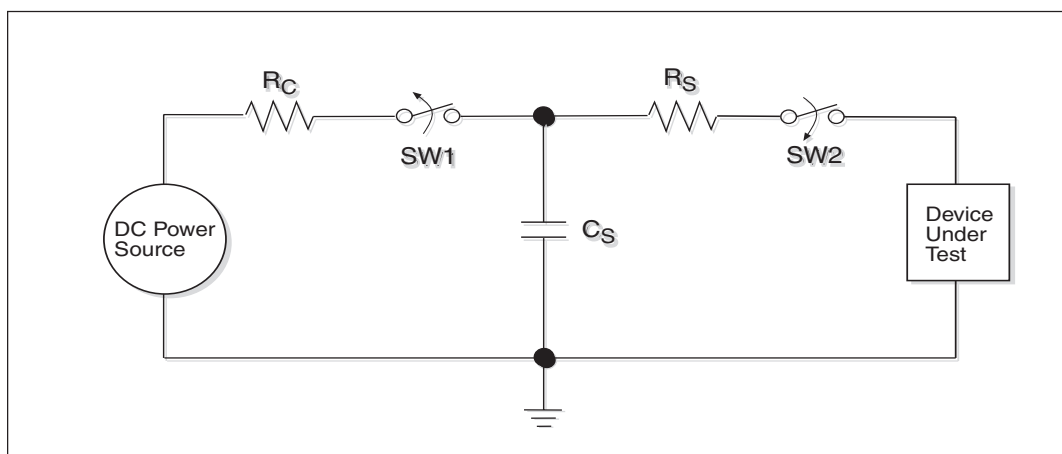 RC
RS
SW1
SW2
DC Power
Source
CS
Device
Under
Test